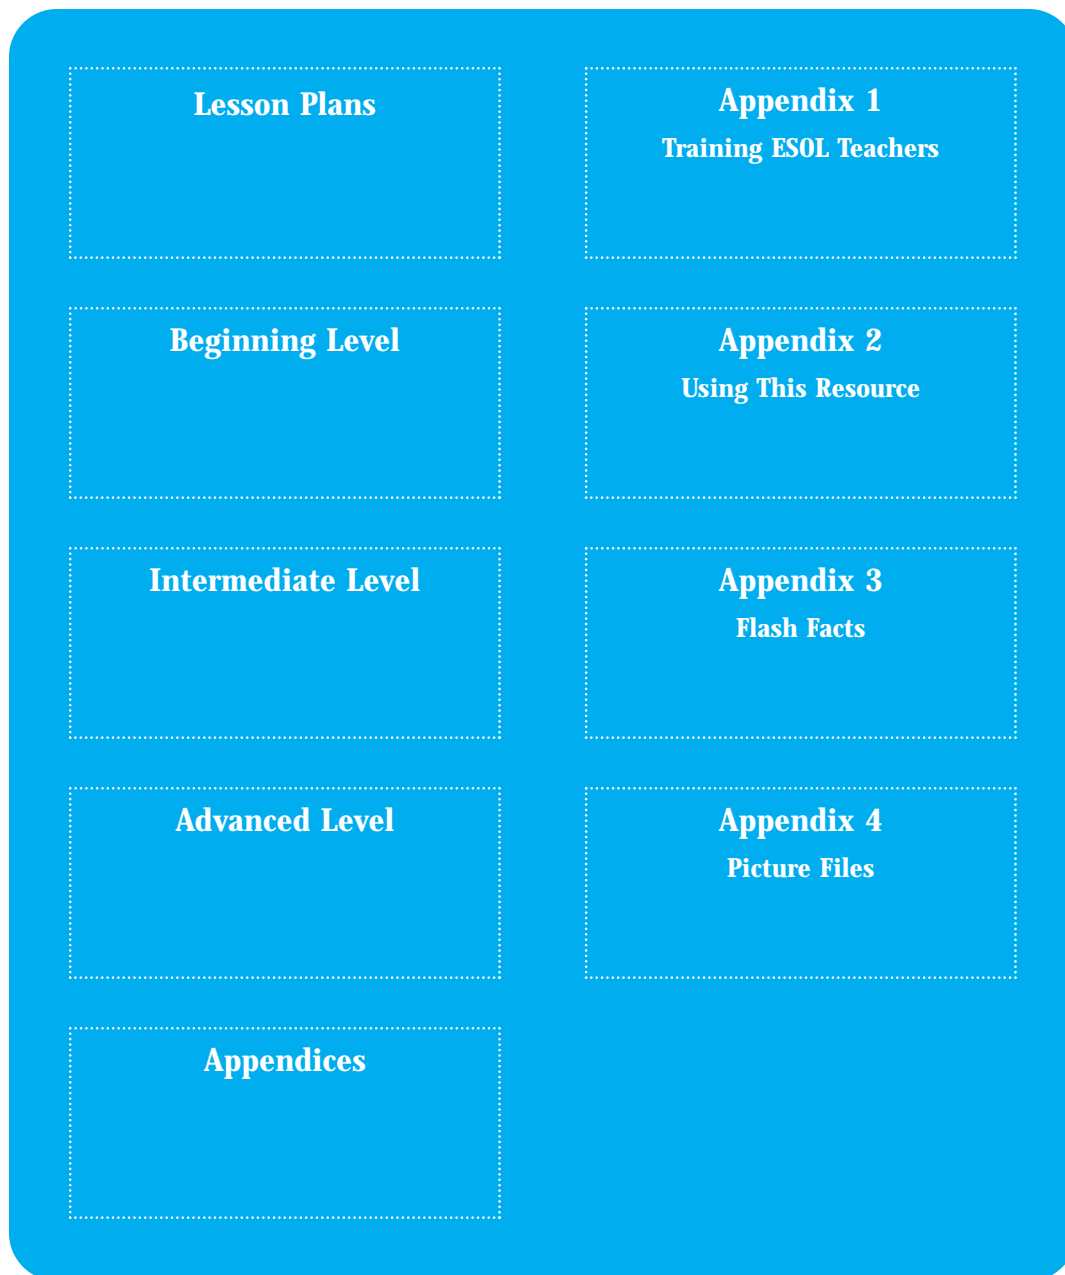 Lesson Plans
Beginning Level
Intermediate Level
Advanced Level
Appendices
Appendix 1
Training ESOL Teachers
Appendix 2
Using This Resource
Appendix 3
Flash Facts
Appendix 4
Picture Files